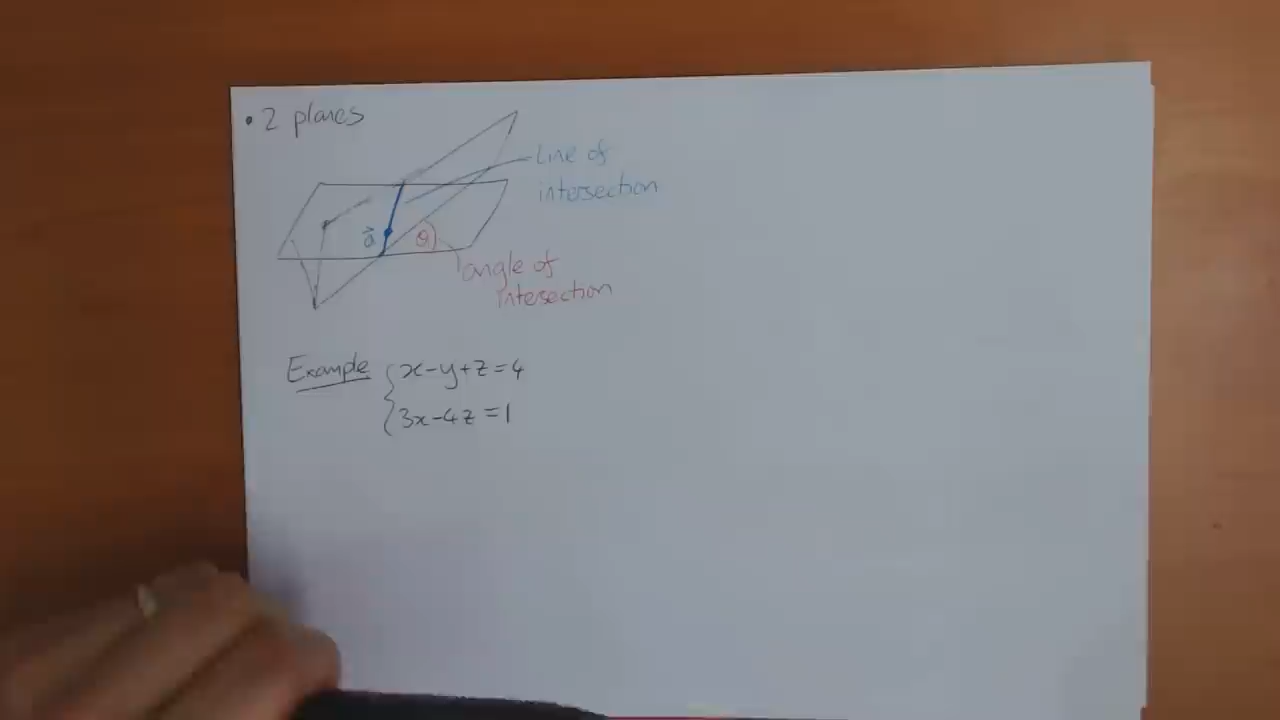 • 2 planes
Line of
intersection
a⃗
θ
angle of
intersection
Example { x-y+z=4
3x-4z=1